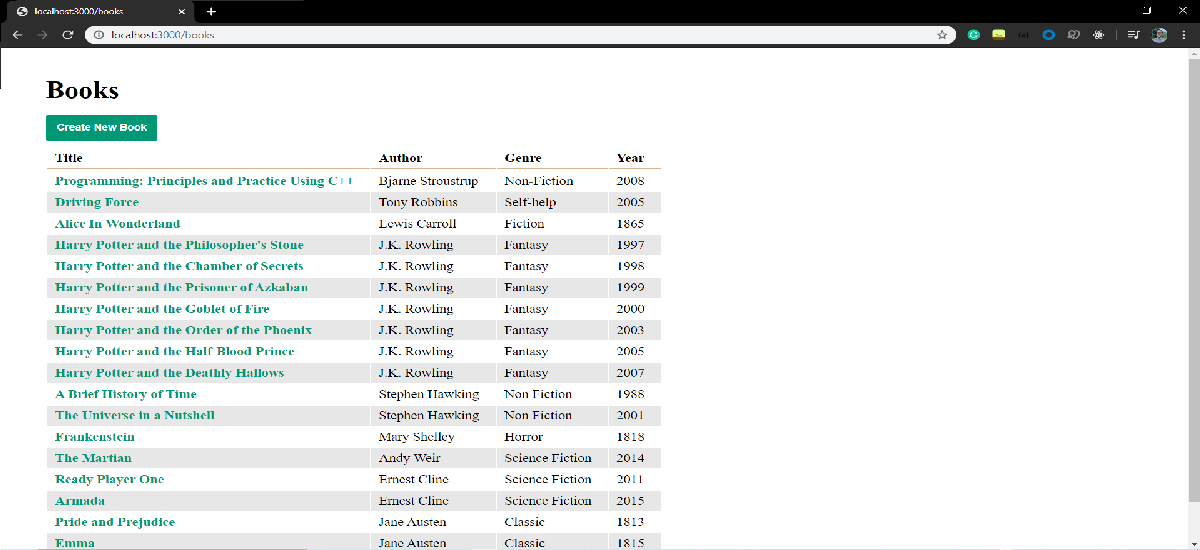 localhost:3000/books
localhost:3000/books
Books
Create New Book
Title Author Genre Year
Programming: Principles and Practice Using C++ Bjarne Stroustrup Non-Fiction 2008
Driving Force Tony Robbins Self-help 2005
Alice In Wonderland Lewis Carroll Fiction 1865
Harry Potter and the Philosopher's Stone J.K. Rowling Fantasy 1997
Harry Potter and the Chamber of Secrets J.K. Rowling Fantasy 1998
Harry Potter and the Prisoner of Azkaban J.K. Rowling Fantasy 1999
Harry Potter and the Goblet of Fire J.K. Rowling Fantasy 2000
Harry Potter and the Order of the Phoenix J.K. Rowling Fantasy 2003
Harry Potter and the Half Blood Prince J.K. Rowling Fantasy 2005
Harry Potter and the Deathly Hallows J.K. Rowling Fantasy 2007
A Brief History of Time Stephen Hawking Non Fiction 1988
The Universe in a Nutshell Stephen Hawking Non Fiction 2001
Frankenstein Mary Shelley Horror 1818
The Martian Andy Weir Science Fiction 2014
Ready Player One Ernest Cline Science Fiction 2011
Armada Ernest Cline Science Fiction 2015
Pride and Prejudice Jane Austen Classic 1813
Emma Jane Austen Classic 1815